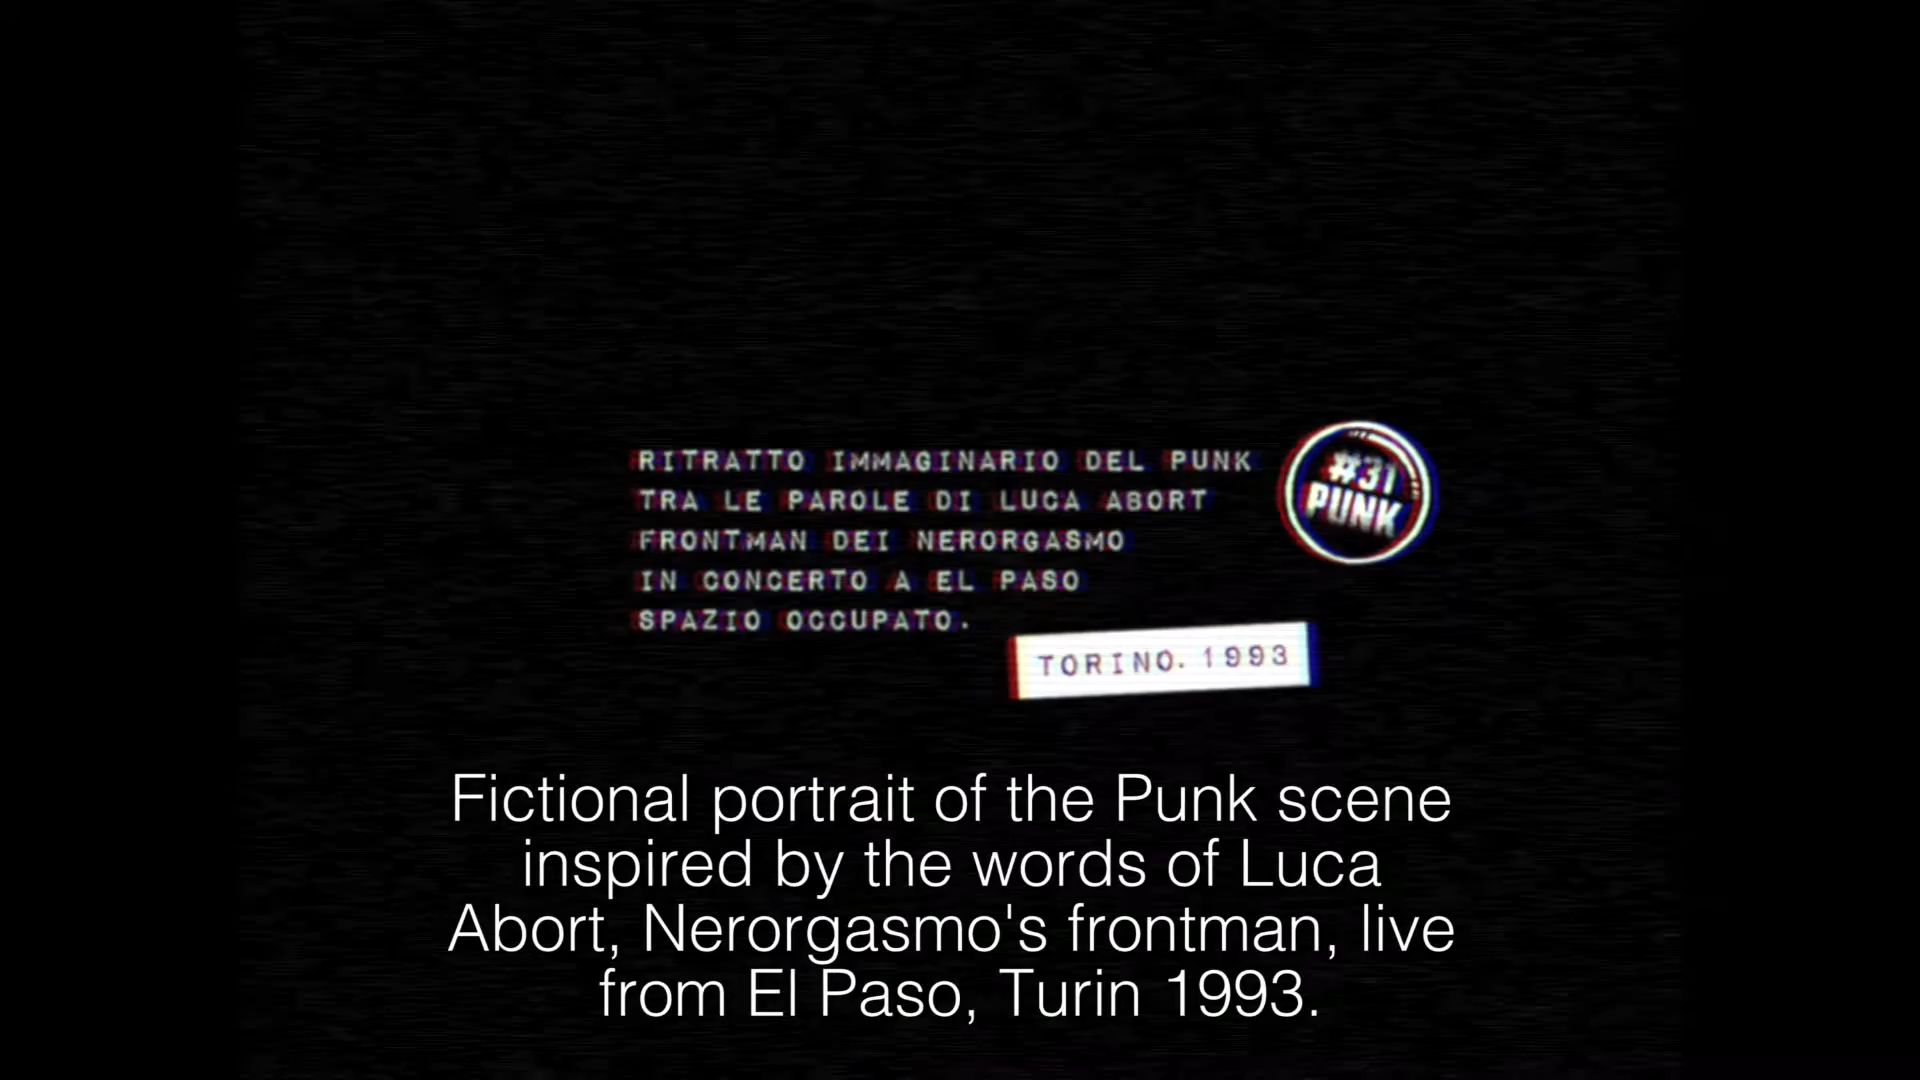 RITRATTO IMMAGINARIO DEL PUNK
TRA LE PAROLE DI LUCA ABORT
FRONTMAN DEI NERORGASMO
IN CONCERTO A EL PASO
SPAZIO OCCUPATO.
#31
PUNK
TORINO. 1993
Fictional portrait of the Punk scene
inspired by the words of Luca
Abort, Nerorgasmo's frontman, live
from El Paso, Turin 1993.